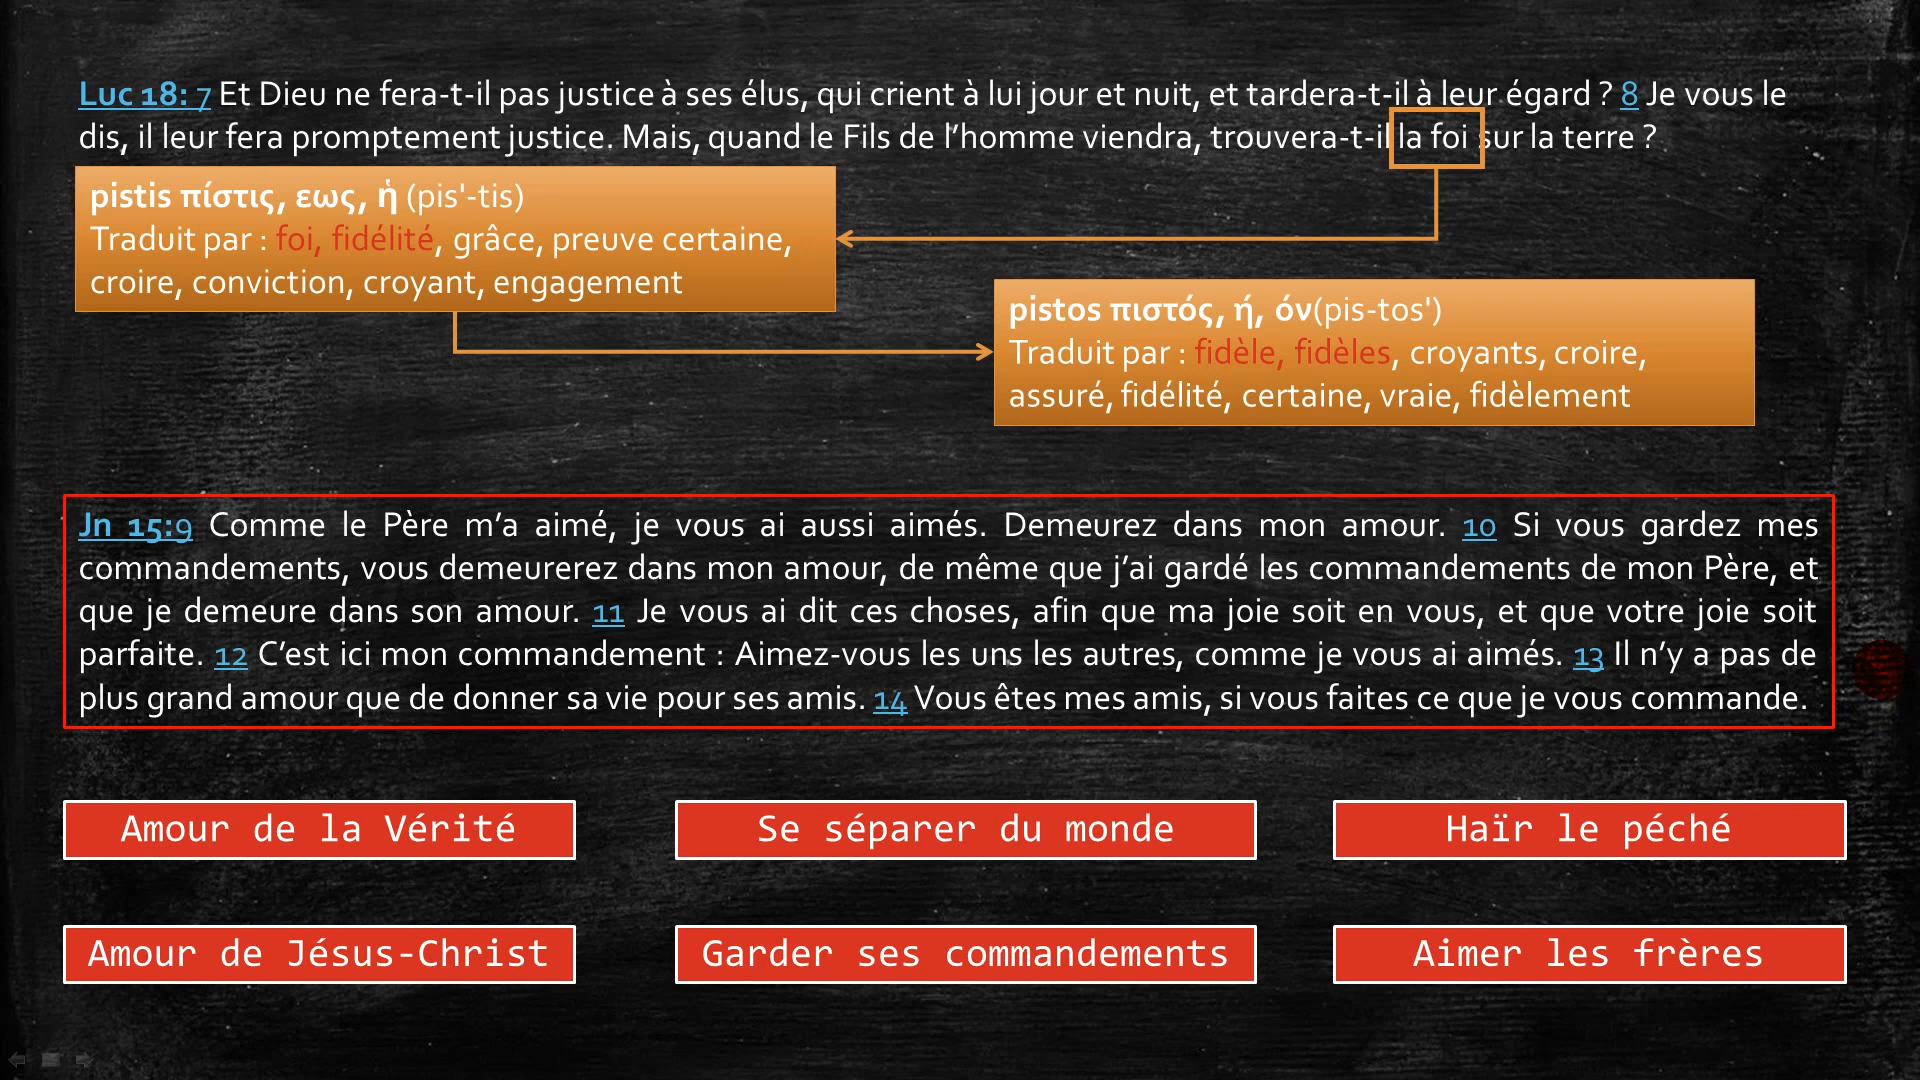 Luc 18: 7 Et Dieu ne fera-t-il pas justice à ses élus, qui crient à lui jour et nuit, et tardera-t-il à leur égard ? 8 Je vous le
dis, il leur fera promptement justice. Mais, quand le Fils de l’homme viendra, trouvera-t-il la foi sur la terre ?
pistis πίστις, εως, ἡ (pis'-tis)
Traduit par : foi, fidélité, grâce, preuve certaine,
croire, conviction, croyant, engagement
pistos πιστός, ή, όν(pis-tos')
Traduit par : fidèle, fidèles, croyants, croire,
assuré, fidélité, certaine, vraie, fidèlement
Jn 15:9 Comme le Père m’a aimé, je vous ai aussi aimés. Demeurez dans mon amour. 10 Si vous gardez mes
commandements, vous demeurerez dans mon amour, de même que j’ai gardé les commandements de mon Père, et
que je demeure dans son amour. 11 Je vous ai dit ces choses, afin que ma joie soit en vous, et que votre joie soit
parfaite. 12 C’est ici mon commandement : Aimez-vous les uns les autres, comme je vous ai aimés. 13 Il n’y a pas de
plus grand amour que de donner sa vie pour ses amis. 14 Vous êtes mes amis, si vous faites ce que je vous commande.
Amour de la Vérité
Se séparer du monde
Haïr le péché
Amour de Jésus-Christ
Garder ses commandements
Aimer les frères